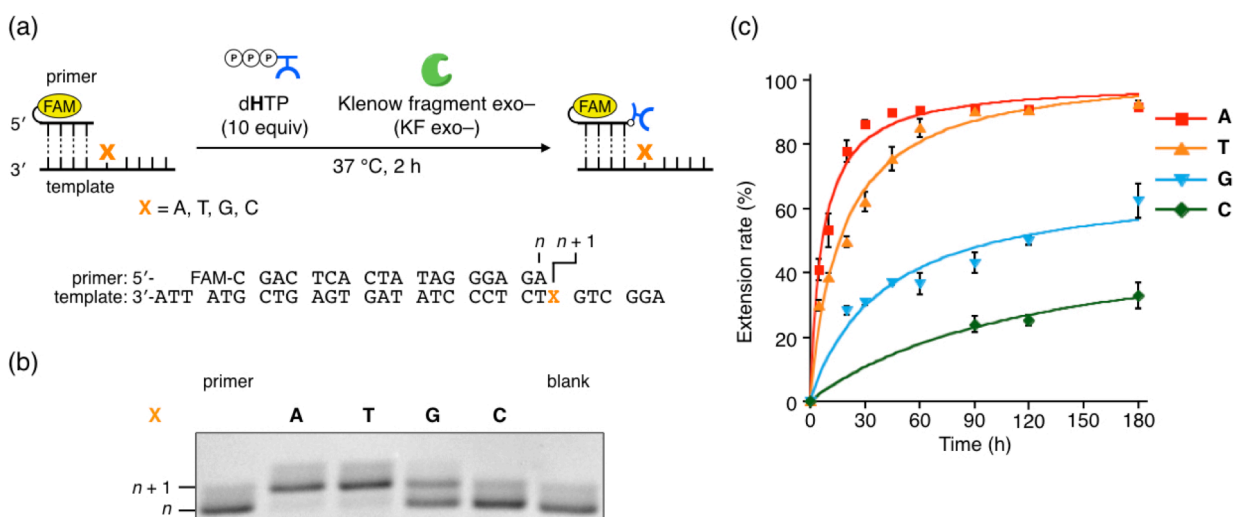 (a)
primer
FAM
5′
3′
X
template
X = A, T, G, C
P P P
dHTP
(10 equiv)
Klenow fragment exo–
(KF exo–)
37 °C, 2 h
FAM
X
n n + 1
primer: 5′- FAM-C GAC TCA CTA TAG GGA GA
template: 3′-ATT ATG CTG AGT GAT ATC CCT CTX GTC GGA
(b)
primer blank
X A T G C
n + 1
n
(c)
Extension rate (%)
100
80
60
40
20
0
0 30 60 90 120 150 180
Time (h)
A
T
G
C